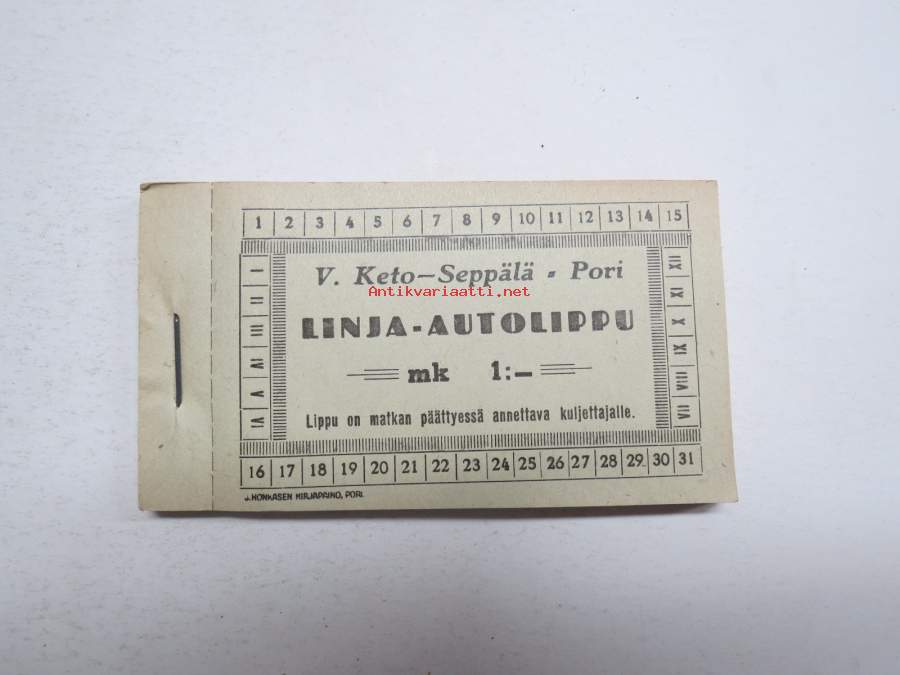 1 2 3 4 5 6 7 8 9 10 11 12 13 14 15
I II III IV V VI
V. Keto-Seppälä - Pori
Antikvariaatti.net
LINJA-AUTOLIPPU
mk 1:—
Lippu on matkan päättyessä annettava kuljettajalle.
XII XI X IX VIII VII
16 17 18 19 20 21 22 23 24 25 26 27 28 29 30 31
J. HONKASEN KIRJAPAINO, PORI.